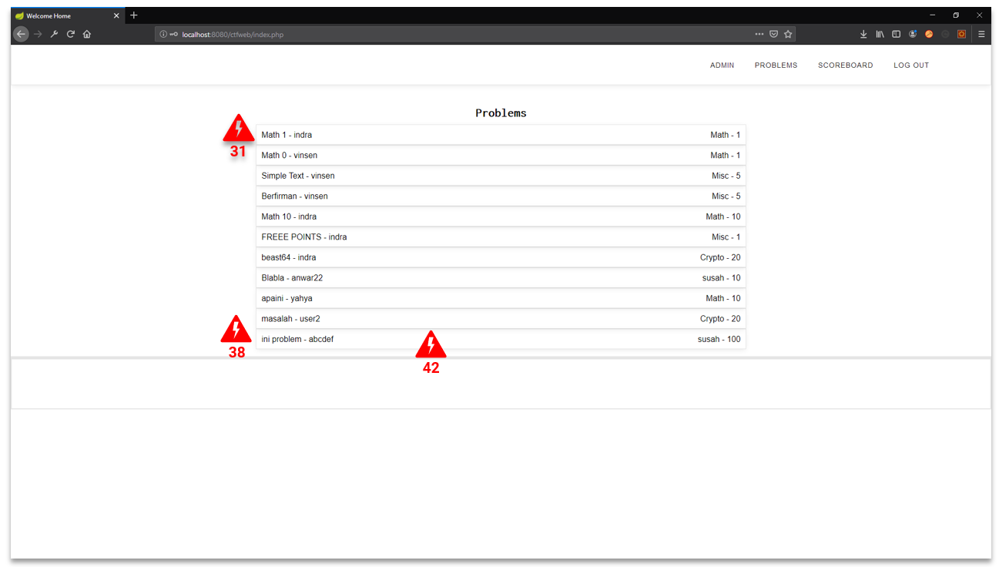 Welcome Home
localhost:8080/ctfweb/index.php
ADMIN PROBLEMS SCOREBOARD LOG OUT
Problems
31
Math 1 - indra Math - 1
Math 0 - vinsen Math - 1
Simple Text - vinsen Misc - 5
Berfirman - vinsen Misc - 5
Math 10 - indra Math - 10
FREEE POINTS - indra Misc - 1
beast64 - indra Crypto - 20
Blabla - anwar22 susah - 10
apaini - yahya Math - 10
masalah - user2 Crypto - 20
ini problem - abcdef susah - 100
38
42